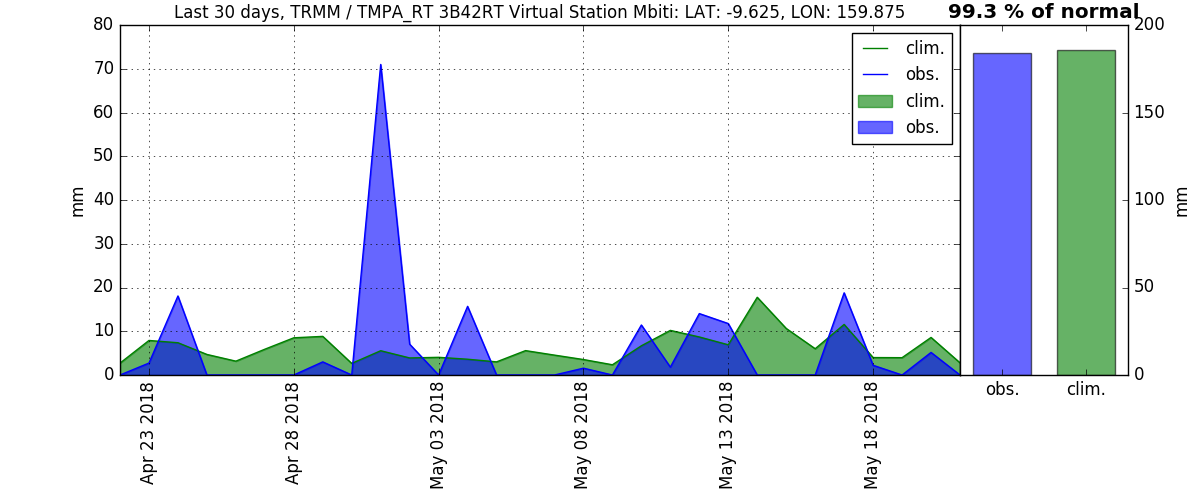 Last 30 days, TRMM / TMPA_RT 3B42RT Virtual Station Mbiti: LAT: -9.625, LON: 159.875
99.3 % of normal
80
70
60
50
40
30
20
10
0
mm
clim.
obs.
clim.
obs.
200
150
100
50
0
mm
Apr 23 2018
Apr 28 2018
May 03 2018
May 08 2018
May 13 2018
May 18 2018
obs.
clim.